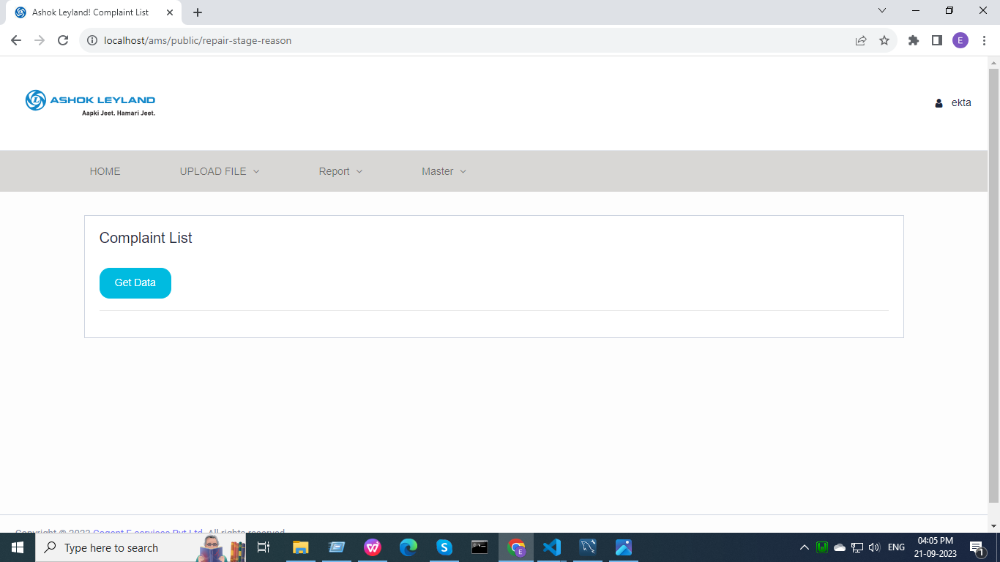 Ashok Leyland! Complaint List
localhost/ams/public/repair-stage-reason
E
ASHOK LEYLAND
Aapki Jeet. Hamari Jeet.
ekta
HOME
UPLOAD FILE
Report
Master
Complaint List
Get Data
Copyright © 2023 Cogent E services Pvt Ltd. All rights reserved
Type here to search
ENG
04:05 PM
21-09-2023
1